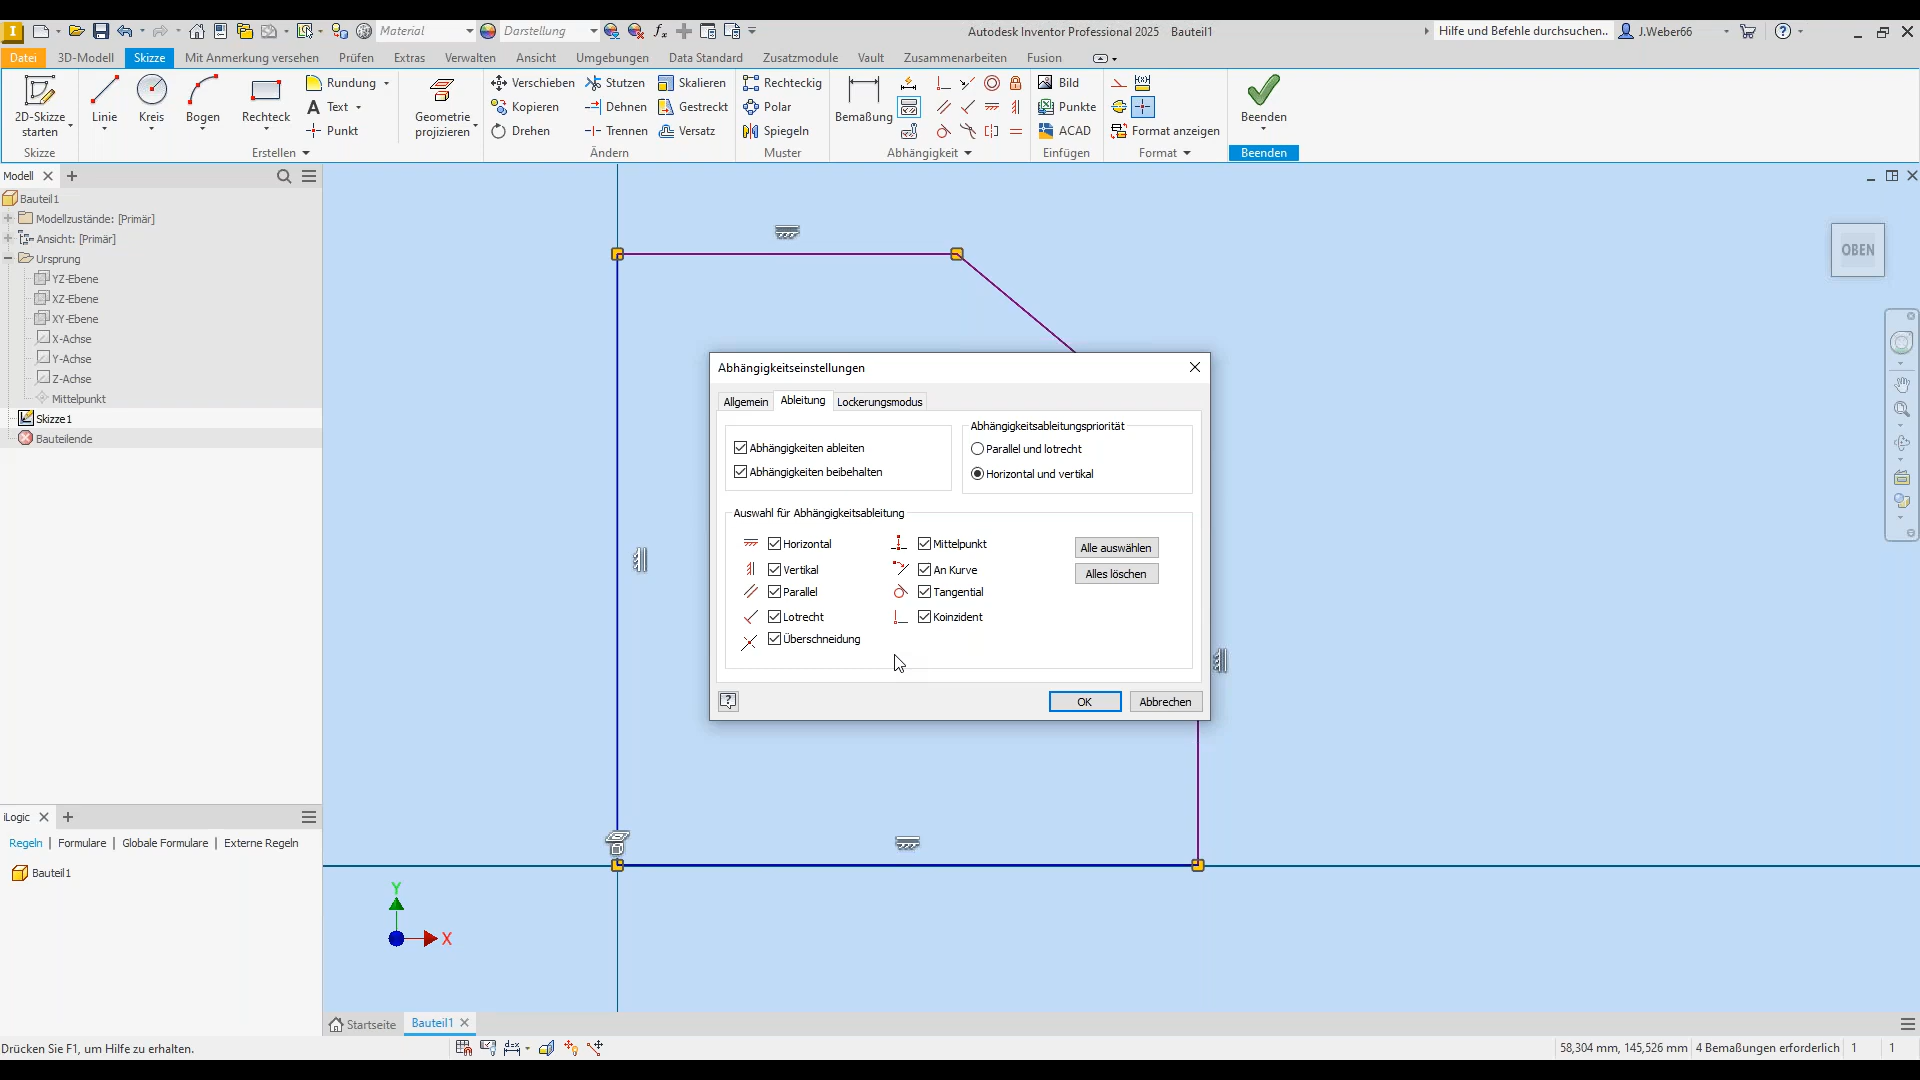 Material
Darstellung
Autodesk Inventor Professional 2025 Bauteil1
Hilfe und Befehle durchsuchen..
J.Weber66
Datei 3D-Modell Skizze Mit Anmerkung versehen Prüfen Extras Verwalten Ansicht Umgebungen Data Standard Zusatzmodule Vault Zusammenarbeiten Fusion
2D-Skizze starten
Linie
Kreis
Bogen
Rechteck
Rundung
Text
Punkt
Geometrie projizieren
Verschieben
Kopieren
Drehen
Stutzen
Dehnen
Trennen
Skalieren
Gestreckt
Versatz
Rechteckig
Polar
Spiegeln
Bemaßung
Bild
Punkte
ACAD
Format anzeigen
Beenden
Skizze Erstellen Ändern Muster Abhängigkeit Einfügen Format Beenden
Modell
Bauteil1
Modellzustände: [Primär]
Ansicht: [Primär]
Ursprung
YZ-Ebene
XZ-Ebene
XY-Ebene
X-Achse
Y-Achse
Z-Achse
Mittelpunkt
Skizze1
Bauteilende
OBEN
Abhängigkeitseinstellungen
Allgemein Ableitung Lockerungsmodus
Abhängigkeiten ableiten
Abhängigkeiten beibehalten
Abhängigkeitsableitungspriorität
Parallel und lotrecht
Horizontal und vertikal
Auswahl für Abhängigkeitsableitung
Horizontal
Vertikal
Parallel
Lotrecht
Überschneidung
Mittelpunkt
An Kurve
Tangential
Koinzident
Alle auswählen
Alles löschen
OK Abbrechen
iLogic
Regeln | Formulare | Globale Formulare | Externe Regeln
Bauteil1
Y
X
Startseite Bauteil1
Drücken Sie F1, um Hilfe zu erhalten.
58,304 mm, 145,526 mm 4 Bemaßungen erforderlich 1 1